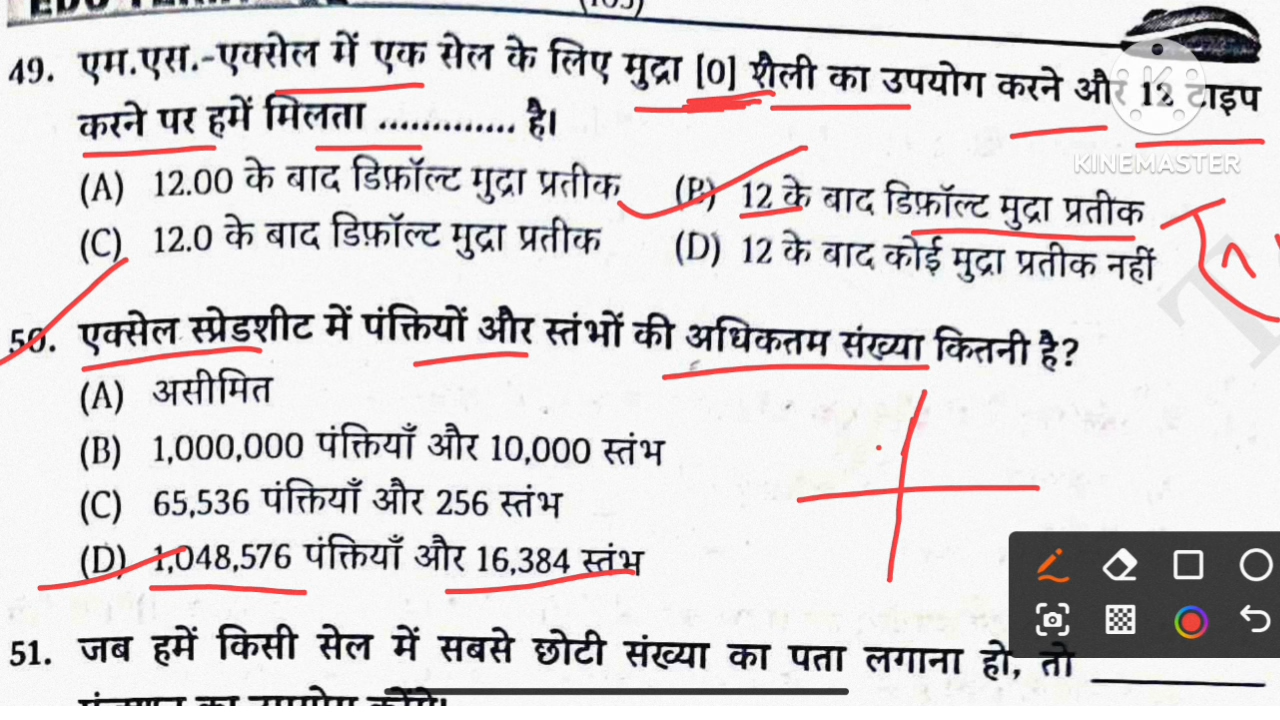 (103)
49. एम.एस.-एक्सेल में एक सेल के लिए मुद्रा [0] शैली का उपयोग करने और 12 टाइप
करने पर हमें मिलता ............. है।
(A) 12.00 के बाद डिफ़ॉल्ट मुद्रा प्रतीक (B) 12 के बाद डिफ़ॉल्ट मुद्रा प्रतीक
(C) 12.0 के बाद डिफ़ॉल्ट मुद्रा प्रतीक (D) 12 के बाद कोई मुद्रा प्रतीक नहीं
KINEMASTER
50. एक्सेल स्प्रेडशीट में पंक्तियों और स्तंभों की अधिकतम संख्या कितनी है?
(A) असीमित
(B) 1,000,000 पंक्तियाँ और 10,000 स्तंभ
(C) 65,536 पंक्तियाँ और 256 स्तंभ
(D) 1,048,576 पंक्तियाँ और 16,384 स्तंभ
51. जब हमें किसी सेल में सबसे छोटी संख्या का पता लगाना हो, तो ________